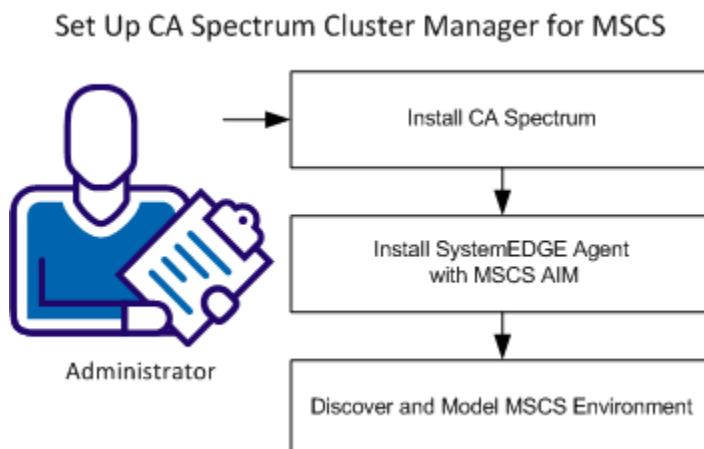 Set Up CA Spectrum Cluster Manager for MSCS
Install CA Spectrum
Install SystemEDGE Agent
with MSCS AIM
Administrator
Discover and Model MSCS Environment